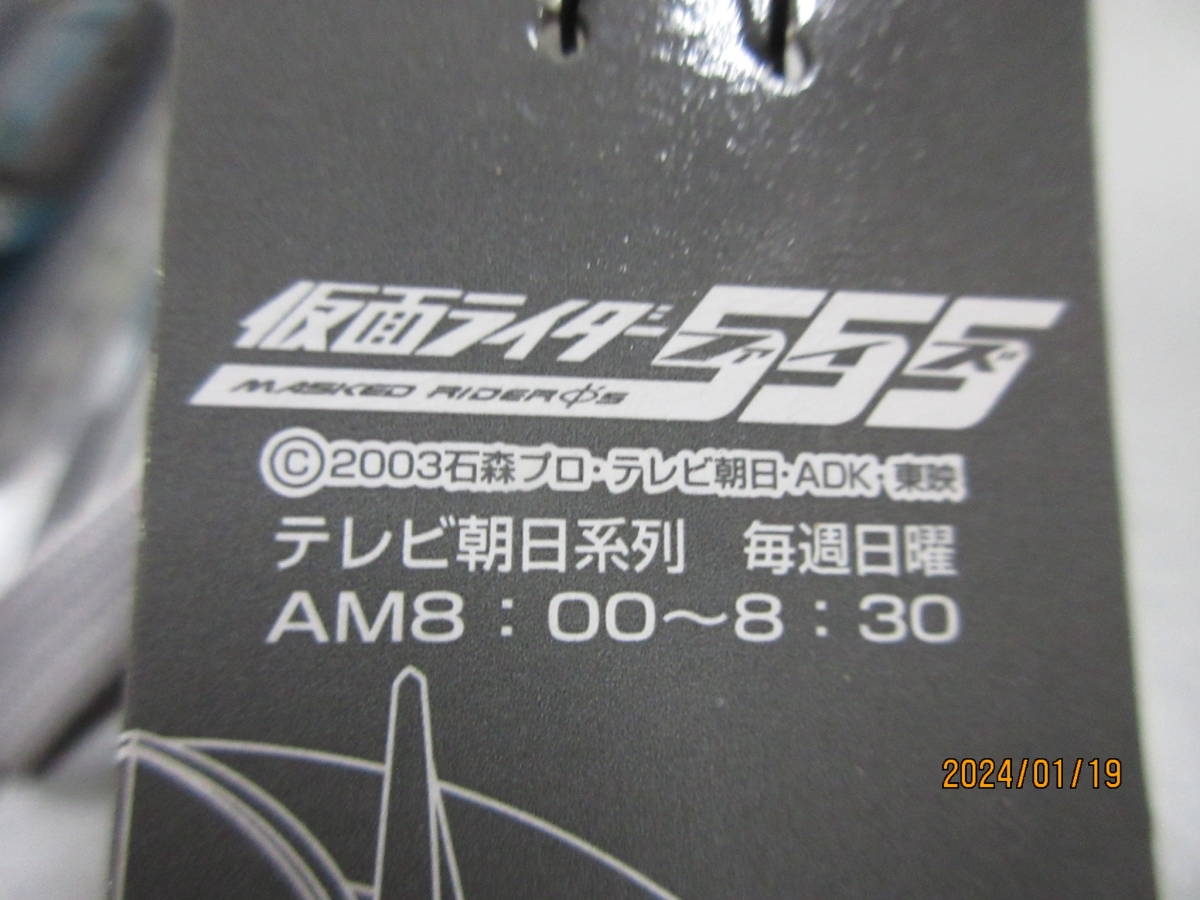 仮面ライダー555
ファイズ
MASKED RIDER φ's
©2003石森プロ・テレビ朝日・ADK・東映
テレビ朝日系列　毎週日曜
AM8：00〜8：30
2024/01/19